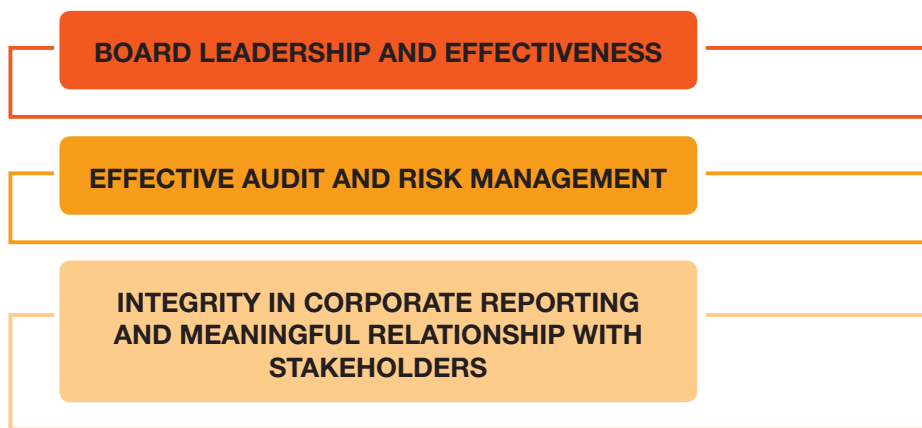 BOARD LEADERSHIP AND EFFECTIVENESS
EFFECTIVE AUDIT AND RISK MANAGEMENT
INTEGRITY IN CORPORATE REPORTING
AND MEANINGFUL RELATIONSHIP WITH
STAKEHOLDERS